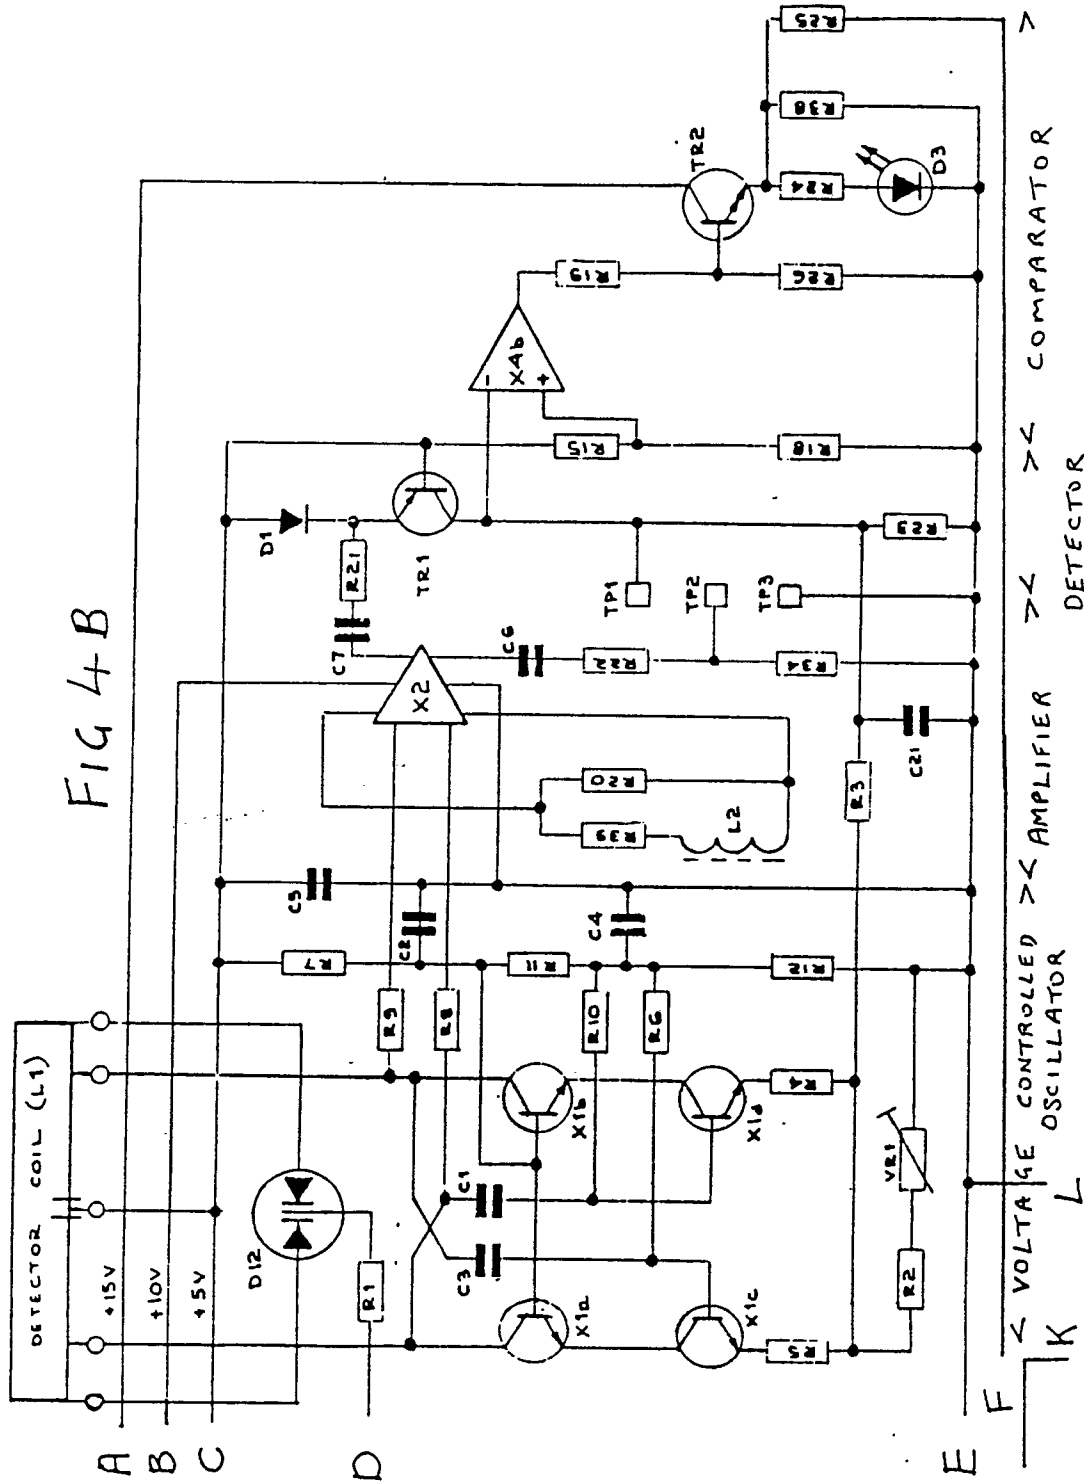 FIG 4B
DETECTOR COIL (L1)
A
+15V
B
+10V
C
+5V
D
D12
R1
C3
C1
X1a
X1b
X1c
X1d
R5
R4
R2
VR1
R9
R8
R10
R6
R7
C5
C2
R11
C4
R12
R39
R20
L2
R3
C21
X2
C7
R21
C6
R22
R34
TP1
TP2
TP3
D1
TR1
R23
R15
R18
X4b
-
+
R19
R26
TR2
R24
D3
R38
R25
E
F
K
L
< VOLTAGE CONTROLLED OSCILLATOR
>< AMPLIFIER
>< DETECTOR
>< COMPARATOR >